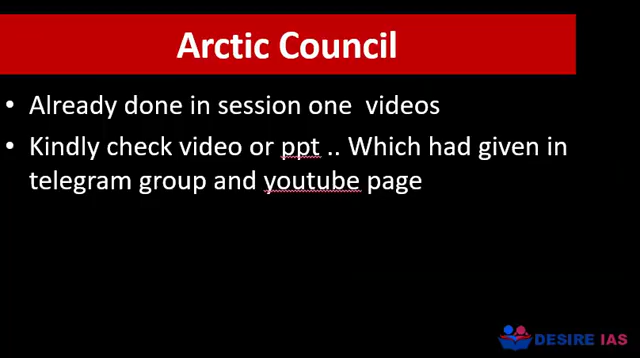 Arctic Council
• Already done in session one videos
• Kindly check video or ppt .. Which had given in
telegram group and youtube page
DESIRE IAS